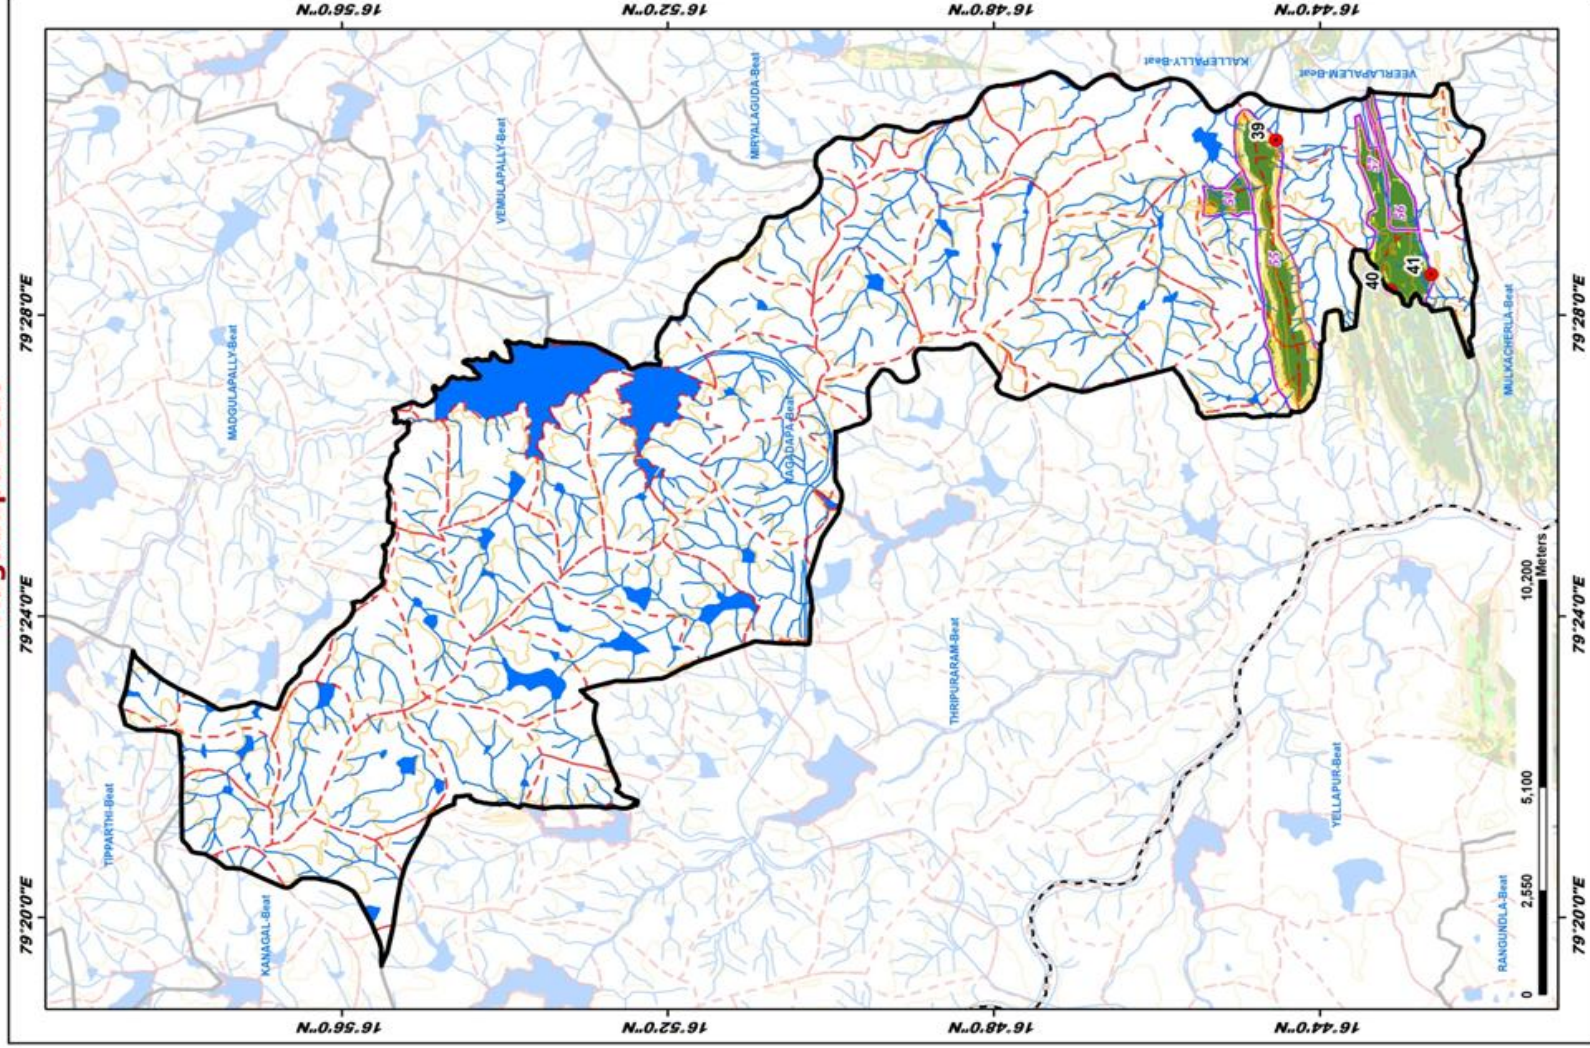 79°20'0"E
79°24'0"E
79°28'0"E
16°56'0"N
16°52'0"N
16°48'0"N
16°44'0"N
16°56'0"N
16°52'0"N
16°48'0"N
16°44'0"N
TIPPARTHI-Beat
KANAGAL-Beat
MADGULAPALLY-Beat
VEMULAPALLY-Beat
MIRYALAGUDA-Beat
YAGADAPA-Beat
THRIPURARAM-Beat
KALLEPALLY-Beat
VEERLAPALEM-Beat
39
55
57
56
40
41
MULKACHERLA-Beat
YELLAPUR-Beat
RANGUNDLA-Beat
0 2,550 5,100 10,200
Meters
79°20'0"E
79°24'0"E
79°28'0"E